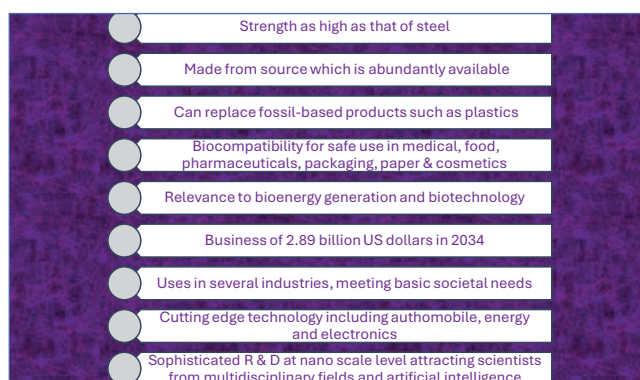 Strength as high as that of steel
Made from source which is abundantly available
Can replace fossil-based products such as plastics
Biocompatibility for safe use in medical, food,
pharmaceuticals, packaging, paper & cosmetics
Relevance to bioenergy generation and biotechnology
Business of 2.89 billion US dollars in 2034
Uses in several industries, meeting basic societal needs
Cutting edge technology including authomobile, energy
and electronics
Sophisticated R & D at nano scale level attracting scientists
from multidisciplinary fields and artificial intelligence